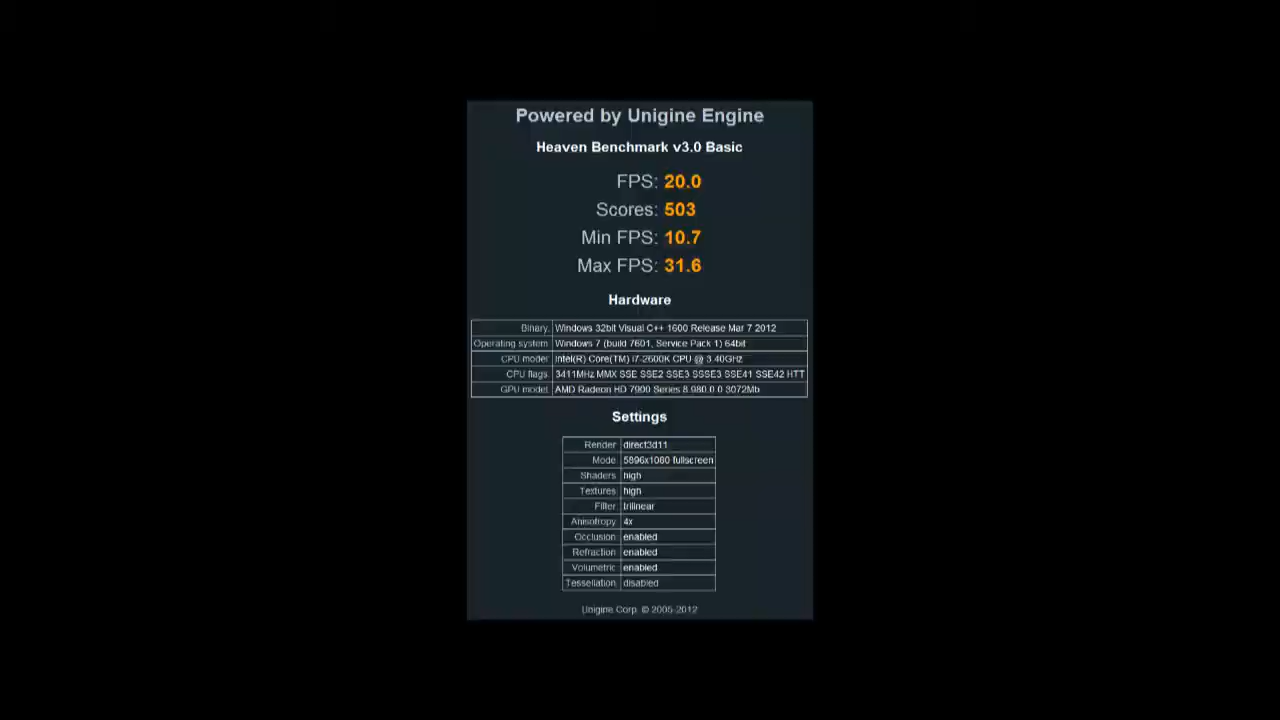 Powered by Unigine Engine
Heaven Benchmark v3.0 Basic
FPS: 20.0
Scores: 503
Min FPS: 10.7
Max FPS: 31.6
Hardware
Binary: Windows 32bit Visual C++ 1600 Release Mar 7 2012
Operating system: Windows 7 (build 7601, Service Pack 1) 64bit
CPU model: Intel(R) Core(TM) i7-2600K CPU @ 3.40GHz
CPU flags: 3411MHz MMX SSE SSE2 SSE3 SSSE3 SSE41 SSE42 HTT
GPU model: AMD Radeon HD 7900 Series 8.980.0.0 3072Mb
Settings
Render: direct3d11
Mode: 5896x1080 fullscreen
Shaders: high
Textures: high
Filter: trilinear
Anisotropy: 4x
Occlusion: enabled
Refraction: enabled
Volumetric: enabled
Tessellation: disabled
Unigine Corp. © 2005-2012